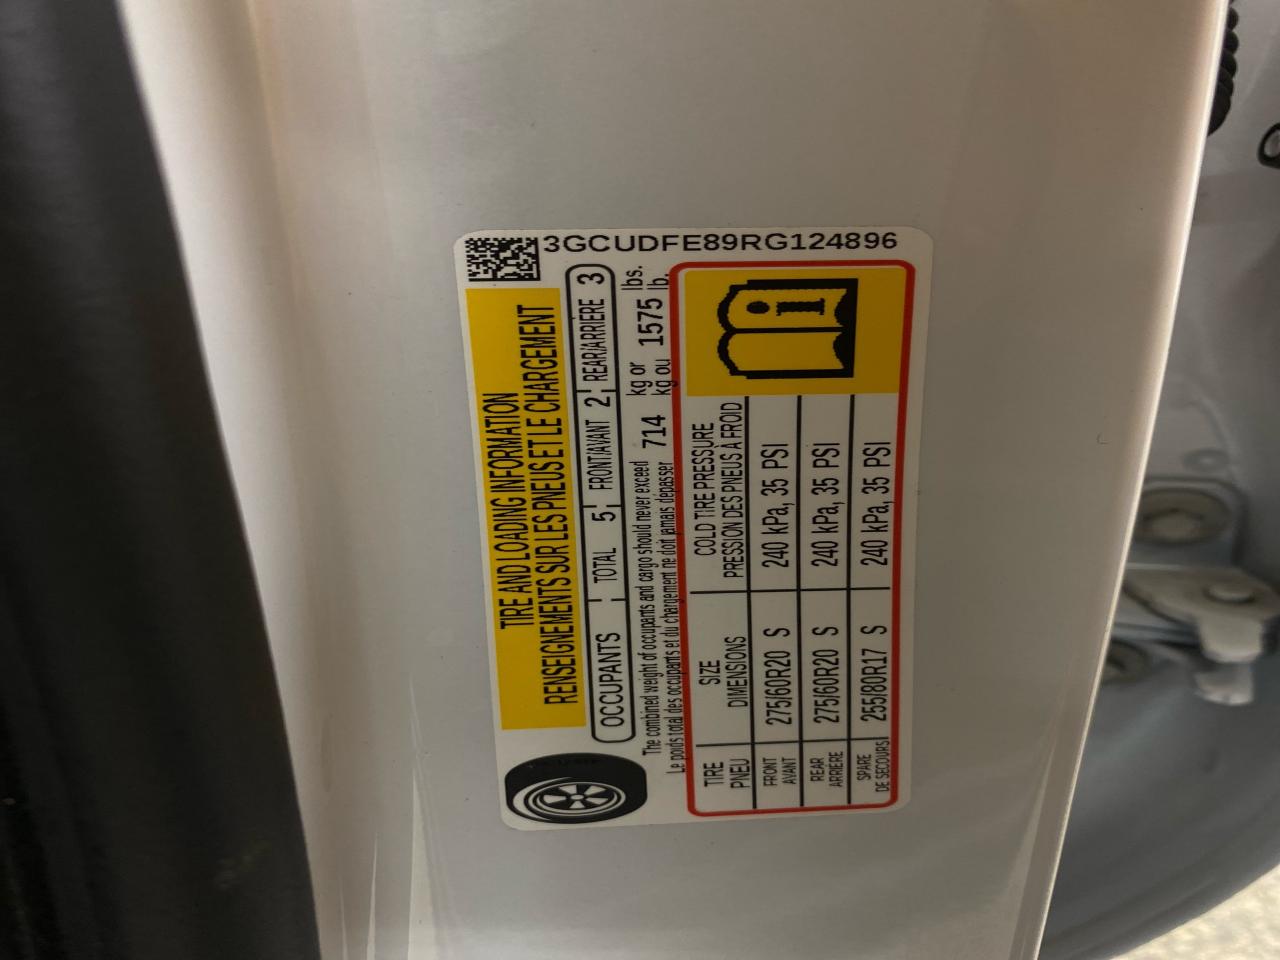 3GCUDFE89RG124896
TIRE AND LOADING INFORMATION
RENSEIGNEMENTS SUR LES PNEUS ET LE CHARGEMENT
OCCUPANTS TOTAL 5 FRONT/AVANT 2 REAR/ARRIÈRE 3
The combined weight of occupants and cargo should never exceed 714 kg or 1575 lbs.
Le poids total des occupants et du chargement ne doit jamais dépasser 714 kg ou 1575 lb.
TIRE SIZE COLD TIRE PRESSURE
PNEU DIMENSIONS PRESSION DES PNEUS À FROID
FRONT
AVANT 275/60R20 S 240 kPa, 35 PSI
REAR
ARRIÈRE 275/60R20 S 240 kPa, 35 PSI
SPARE
DE SECOURS 255/80R17 S 240 kPa, 35 PSI
i